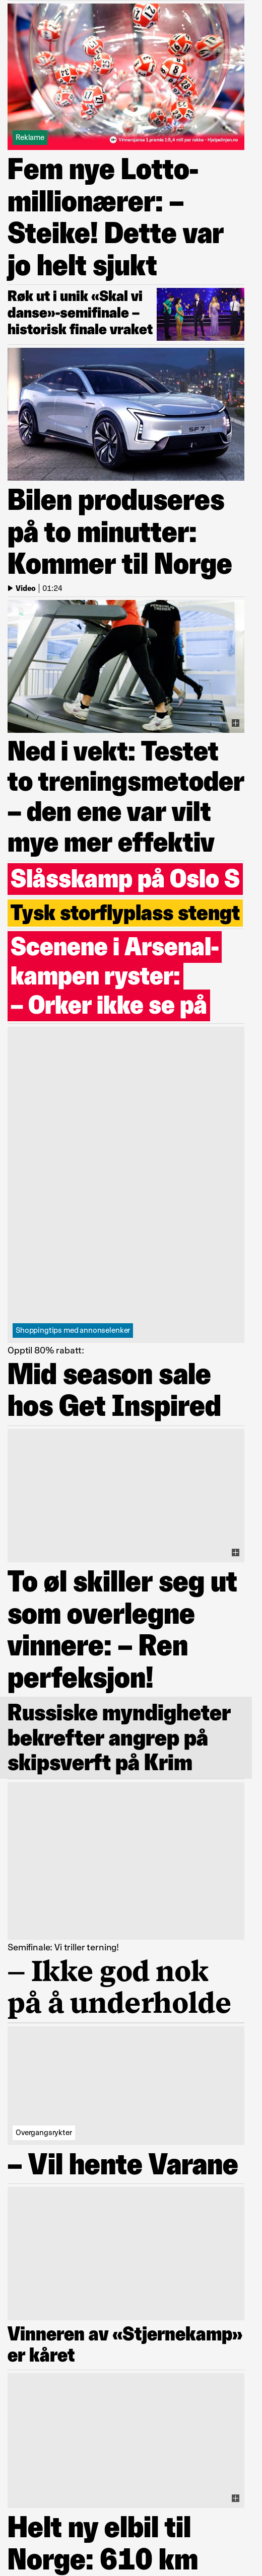 Reklame
Vinnersjanse 1.premie 1:5,4 mill per rekke - Hjelpelinjen.no
Fem nye Lotto-
millionærer: –
Steike! Dette var
jo helt sjukt
Røk ut i unik «Skal vi
danse»-semifinale –
historisk finale vraket
SF7
Bilen produseres
på to minutter:
Kommer til Norge
Video | 01:24
PERSONLIG
TRENER
Ned i vekt: Testet
to treningsmetoder
– den ene var vilt
mye mer effektiv
Slåsskamp på Oslo S
Tysk storflyplass stengt
Scenene i Arsenal-
kampen ryster:
– Orker ikke se på
Shoppingtips med annonselenker
Opptil 80% rabatt:
Mid season sale
hos Get Inspired
To øl skiller seg ut
som overlegne
vinnere: – Ren
perfeksjon!
Russiske myndigheter
bekrefter angrep på
skipsverft på Krim
Semifinale: Vi triller terning!
– Ikke god nok
på å underholde
Overgangsrykter
– Vil hente Varane
Vinneren av «Stjernekamp»
er kåret
Helt ny elbil til
Norge: 610 km